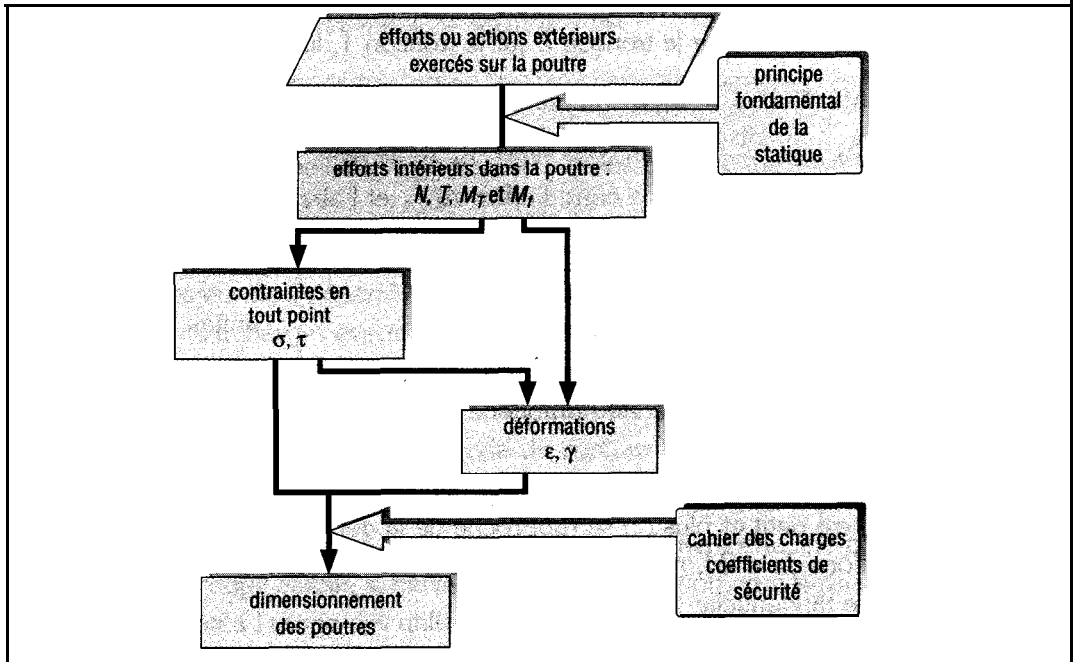 efforts ou actions extérieurs
exercés sur la poutre
principe
fondamental
de la
statique
efforts intérieurs dans la poutre :
N, T, M_T et M_f
contraintes en
tout point
σ, τ
déformations
ε, γ
cahier des charges
coefficients de
sécurité
dimensionnement
des poutres